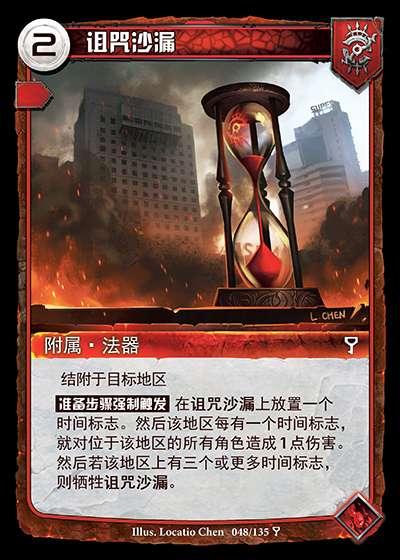 2
诅咒沙漏
SUPE
L. CHEN
附属·法器
结附于目标地区
准备步骤强制触发 在诅咒沙漏上放置一个
时间标志。然后该地区每有一个时间标志,
就对位于该地区的所有角色造成1点伤害。
然后若该地区上有三个或更多时间标志,
则牺牲诅咒沙漏。
Illus. Locatio Chen 048/135